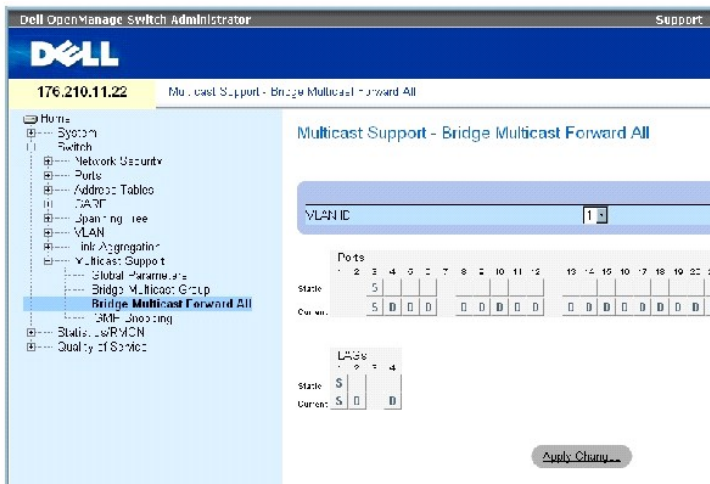 Dell OpenManage Switch Administrator Support
DELL
176.210.11.22 Multicast Support - Bridge Multicast Forward All
Home
System
Switch
Network Security
Ports
Address Tables
GARP
Spanning Tree
VLAN
Link Aggregation
Multicast Support
Global Parameters
Bridge Multicast Group
Bridge Multicast Forward All
IGMP Snooping
Statistics/RMON
Quality of Service
Multicast Support - Bridge Multicast Forward All
VLAN ID 1
Ports
1 2 3 4 5 6 7 8 9 10 11 12 13 14 15 16 17 18 19 20
Static S
Current S D D D D D D D D D D D D D D D
LAGs
1 2 3 4
Static S
Current S D D
Apply Chang